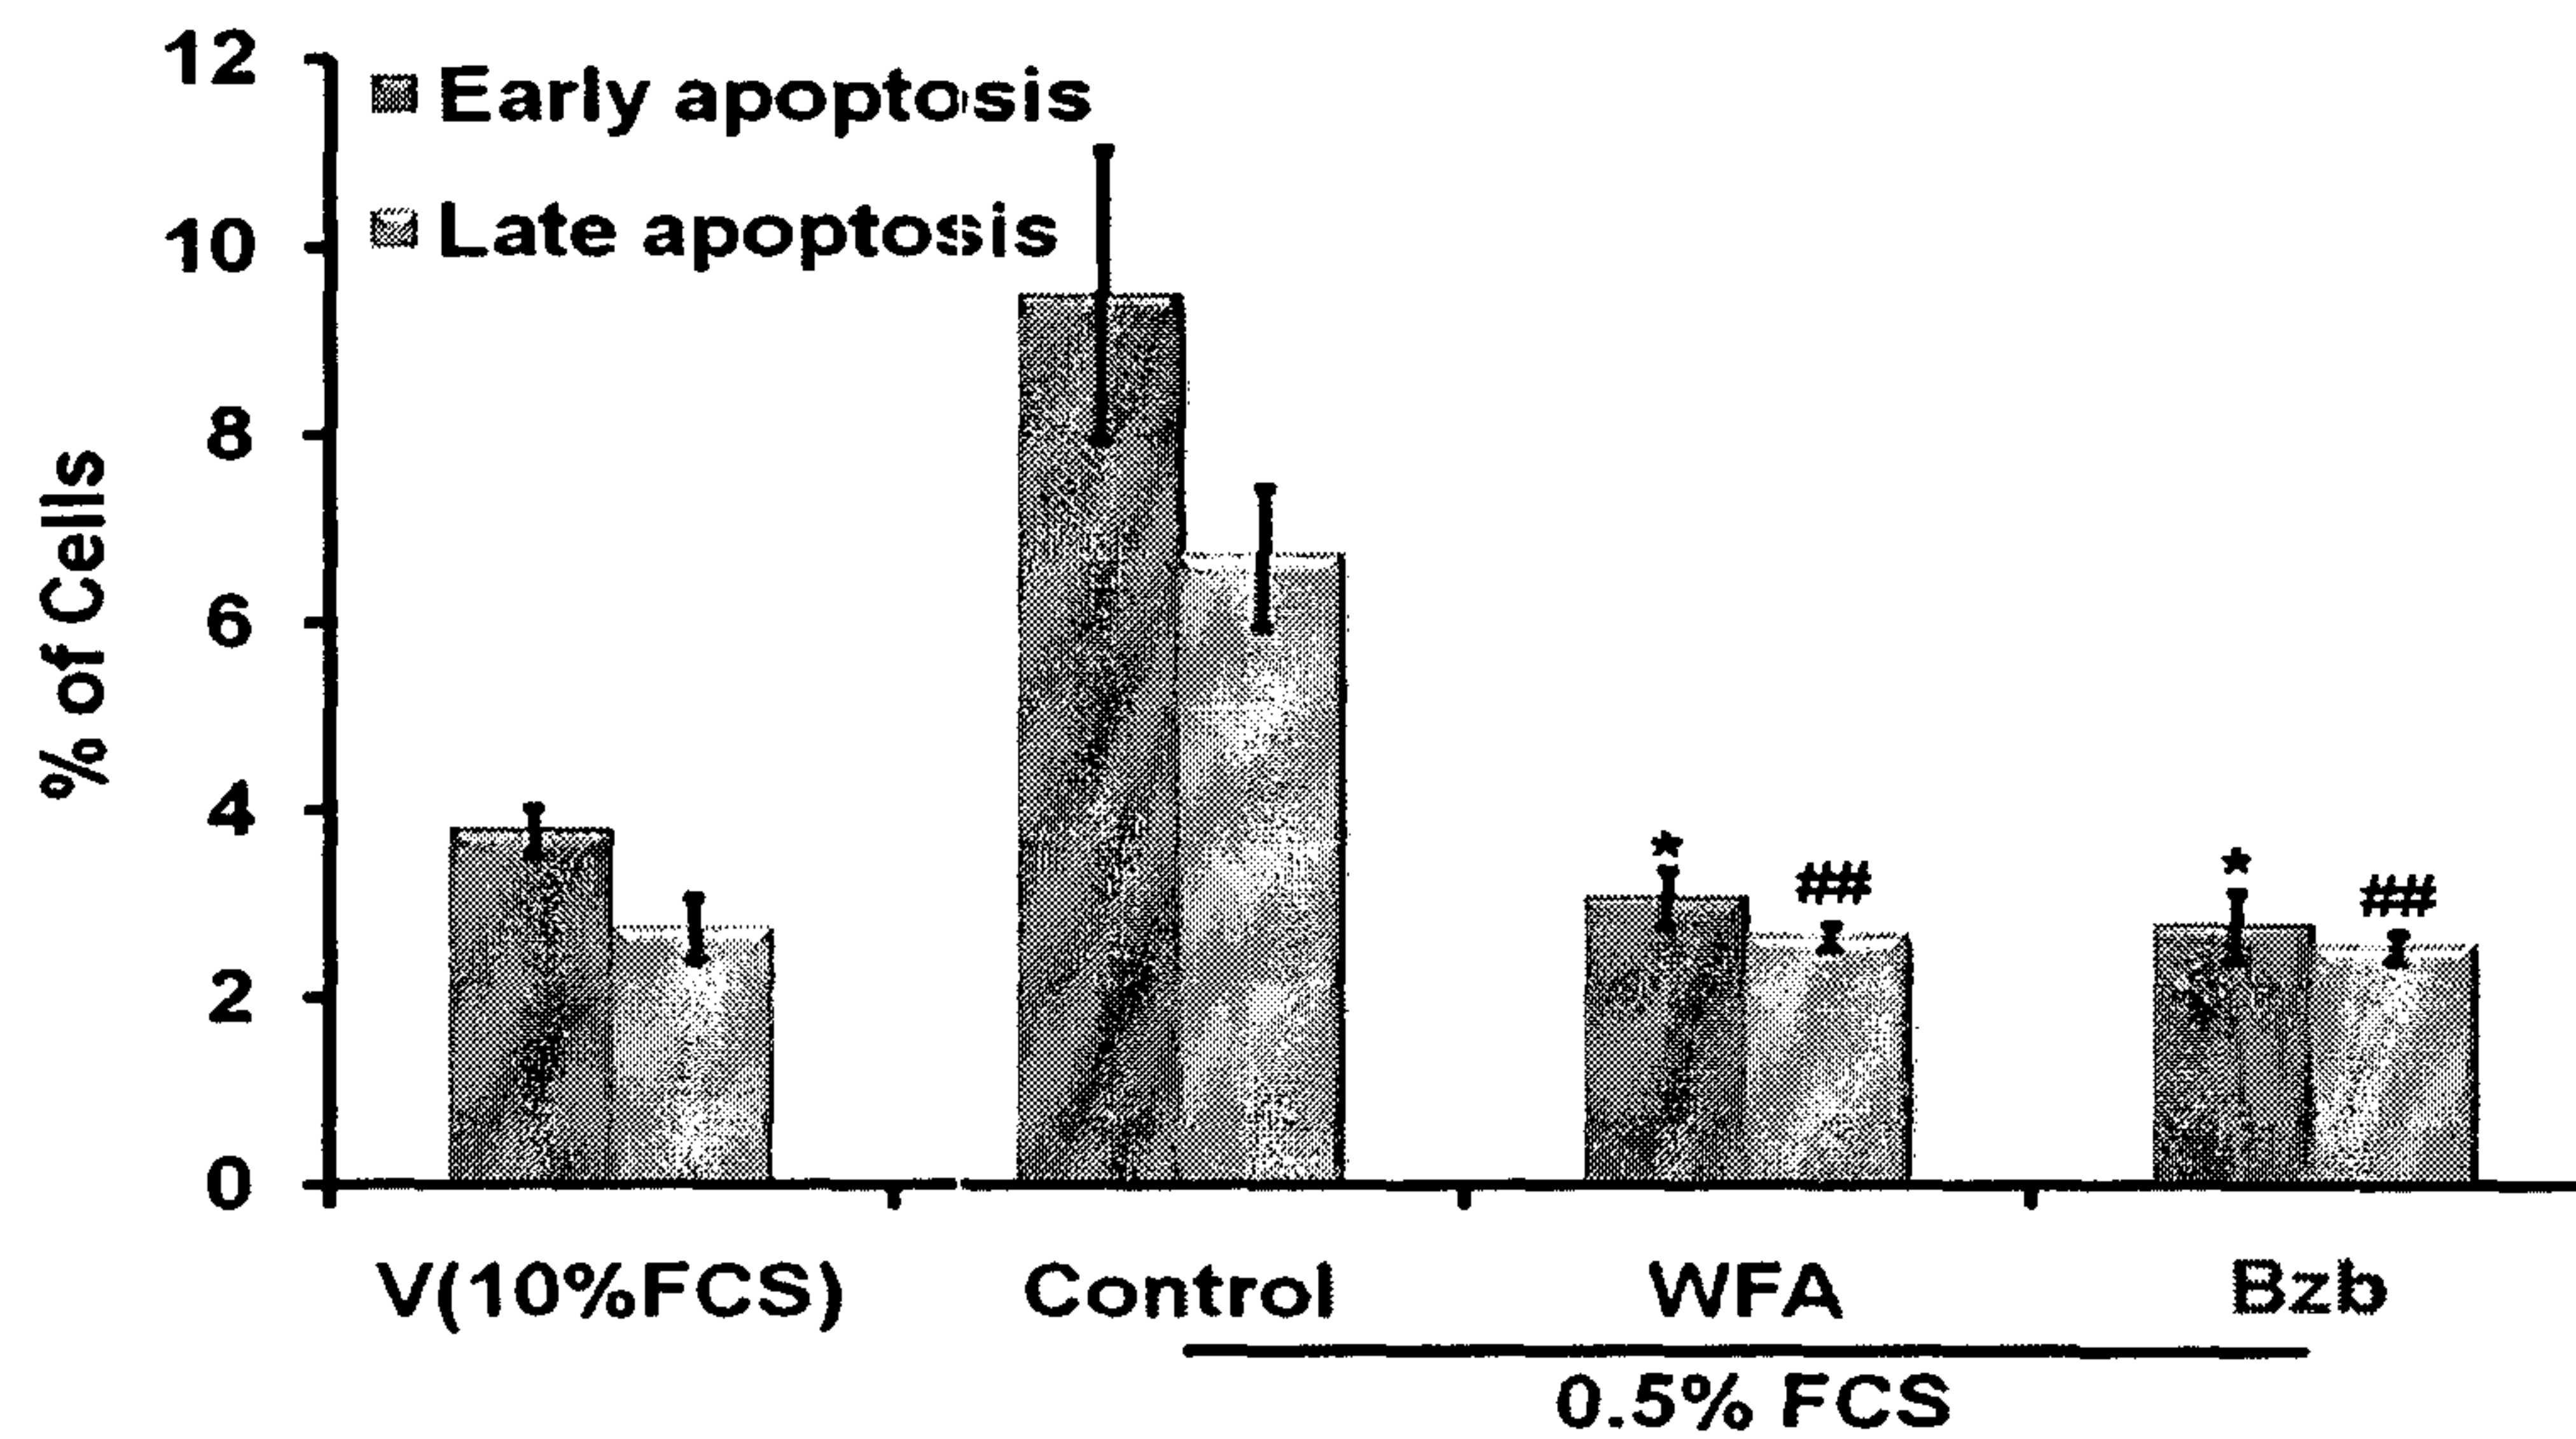 12
10
8
6
4
2
0
% of Cells
Early apoptosis
Late apoptosis
*
##
*
##
V(10%FCS)
Control
WFA
Bzb
0.5% FCS